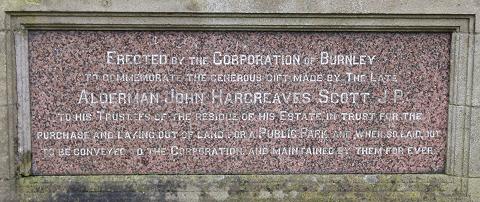 Erected by the Corporation of Burnley
to commemorate the generous gift made by The Late
Alderman John Hargreaves Scott J.P.
to his Trustees of the residue of his Estate in trust for the
purchase and laying out of land for a Public Park and when so laid out
to be conveyed to the Corporation and maintained by them for ever.